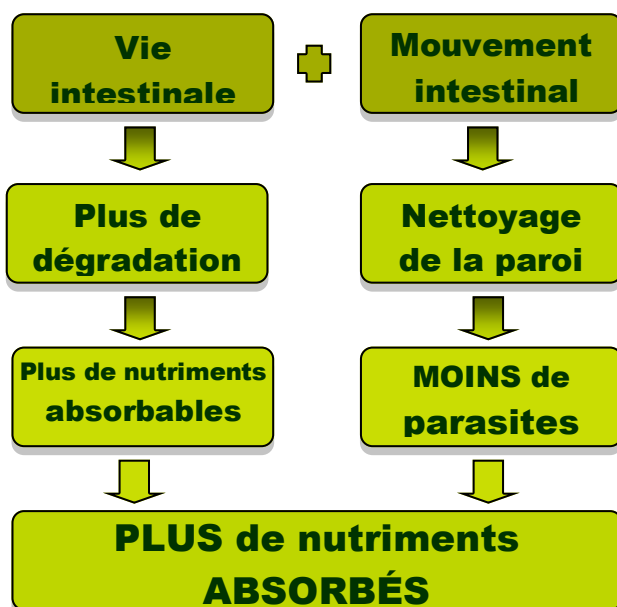 Vie
intestinale
Mouvement
intestinal
Plus de
dégradation
Nettoyage
de la paroi
Plus de nutriments
absorbables
MOINS de
parasites
PLUS de nutriments
ABSORBÉS